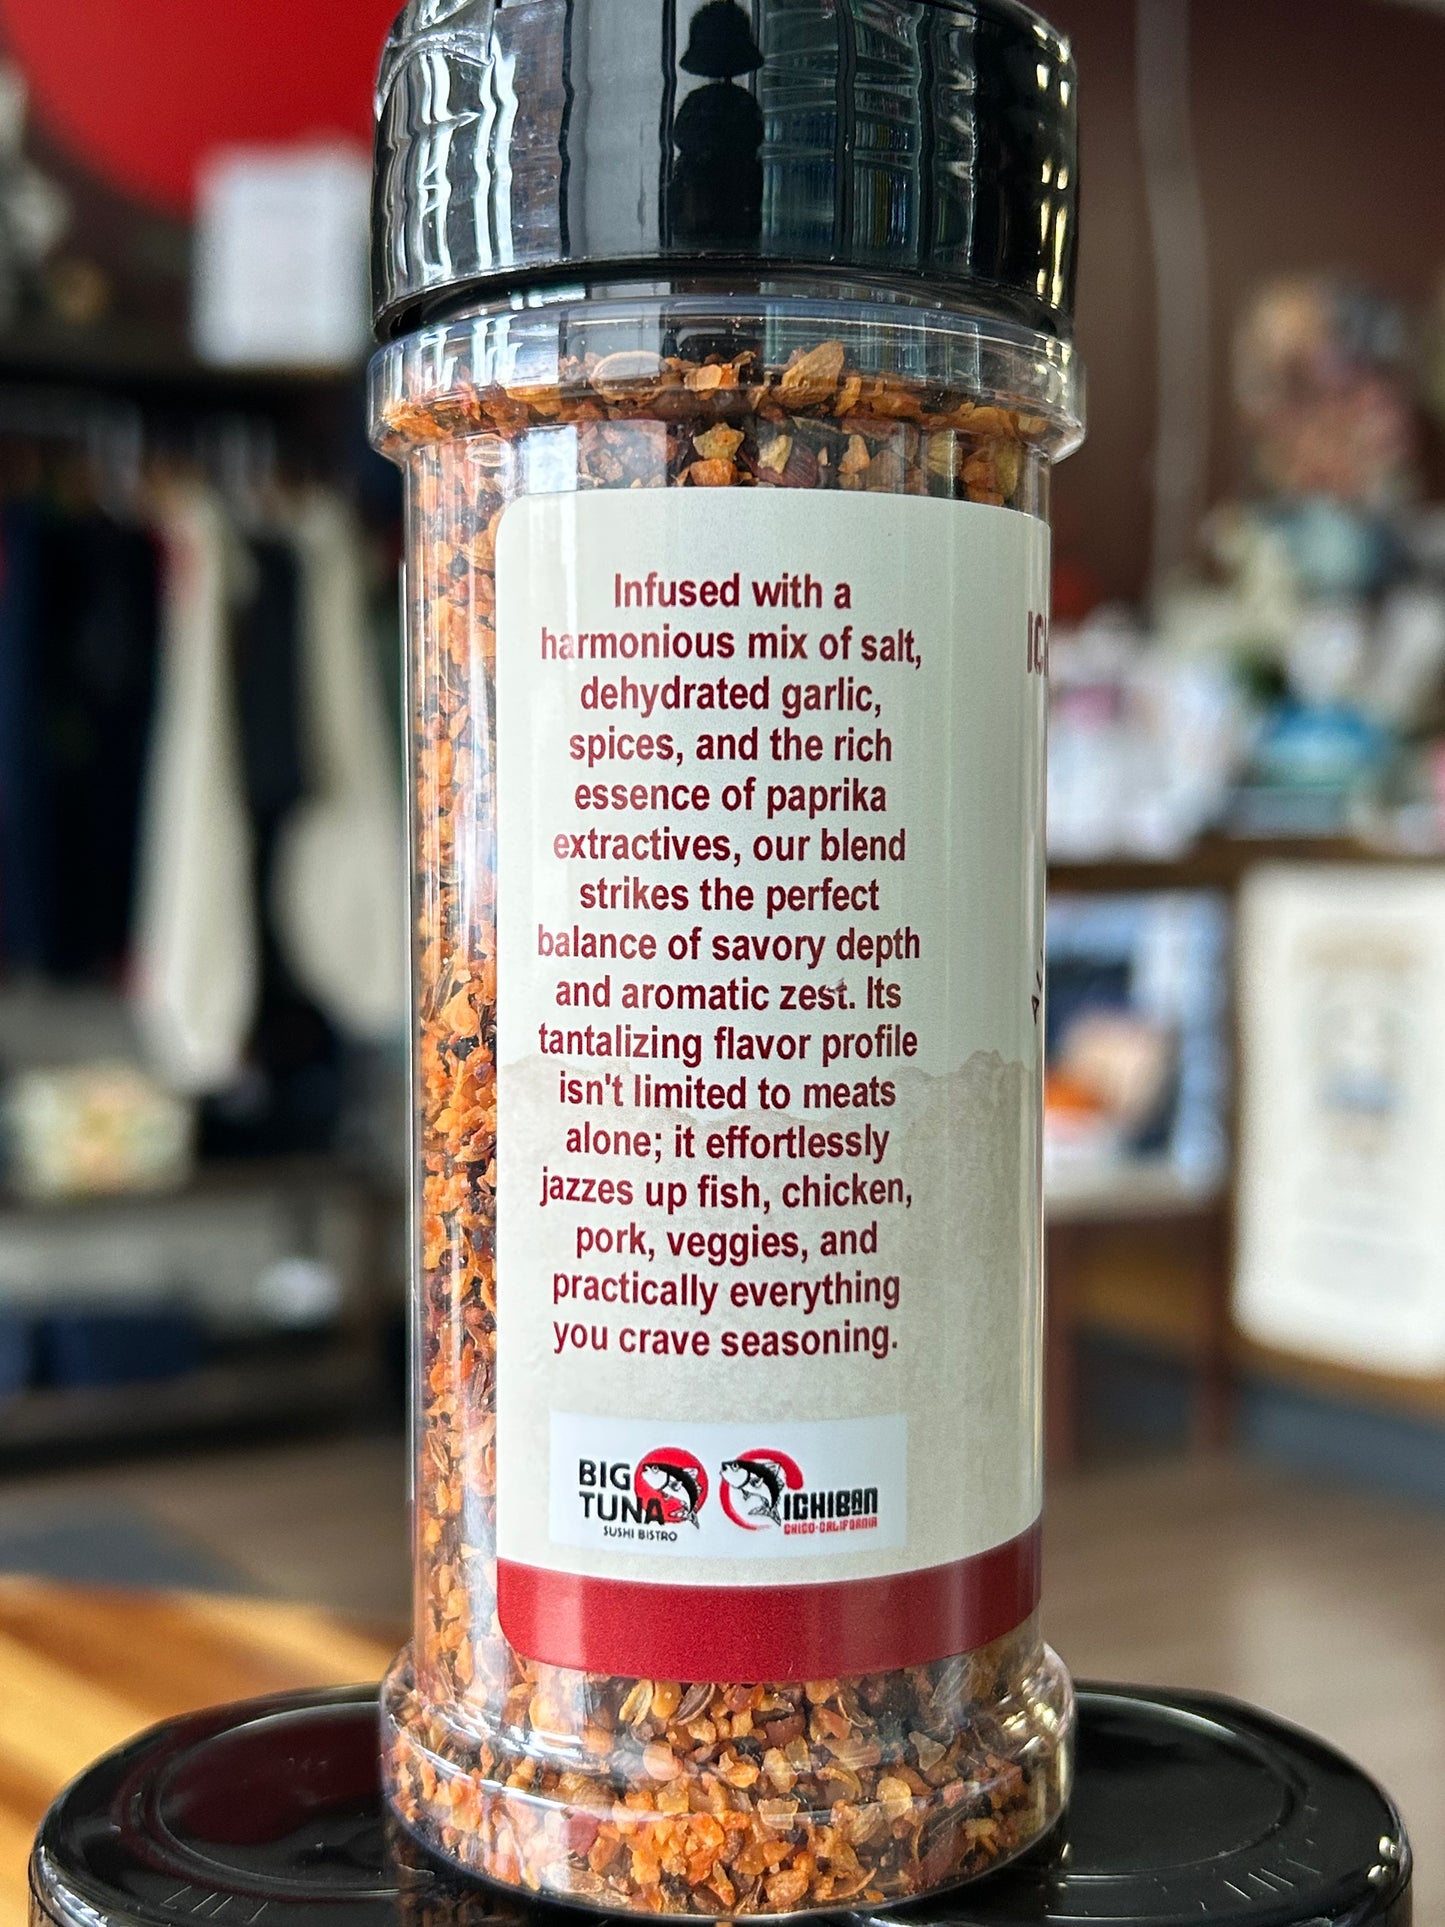 Infused with a
harmonious mix of salt,
dehydrated garlic,
spices, and the rich
essence of paprika
extractives, our blend
strikes the perfect
balance of savory depth
and aromatic zest. Its
tantalizing flavor profile
isn't limited to meats
alone; it effortlessly
jazzes up fish, chicken,
pork, veggies, and
practically everything
you crave seasoning.
BIG
TUNA
SUSHI BISTRO
ICHIBAN
CHICO-CALIFORNIA